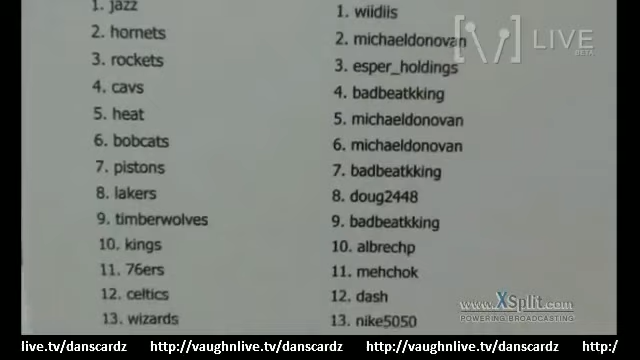 1. jazz
2. hornets
3. rockets
4. cavs
5. heat
6. bobcats
7. pistons
8. lakers
9. timberwolves
10. kings
11. 76ers
12. celtics
13. wizards
1. wiidiis
2. michaeldonovan
3. esper_holdings
4. badbeatkking
5. michaeldonovan
6. michaeldonovan
7. badbeatkking
8. doug2448
9. badbeatkking
10. albrechp
11. mehchok
12. dash
13. nike5050
[V] LIVE
BETA
www.XSplit.com
POWERING BROADCASTING
live.tv/danscardz http://vaughnlive.tv/danscardz http://vaughnlive.tv/danscardz http:/